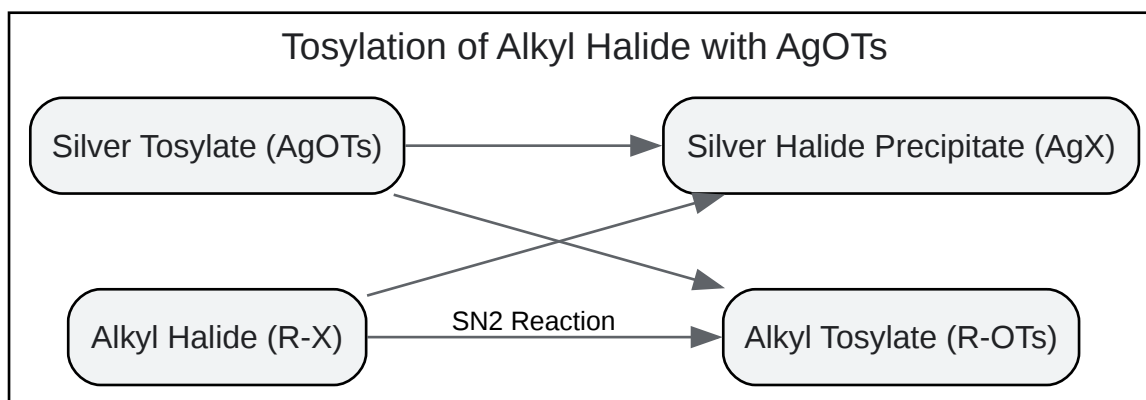 Tosylation of Alkyl Halide with AgOTs
Silver Tosylate (AgOTs)
Silver Halide Precipitate (AgX)
Alkyl Halide (R-X)
SN2 Reaction
Alkyl Tosylate (R-OTs)